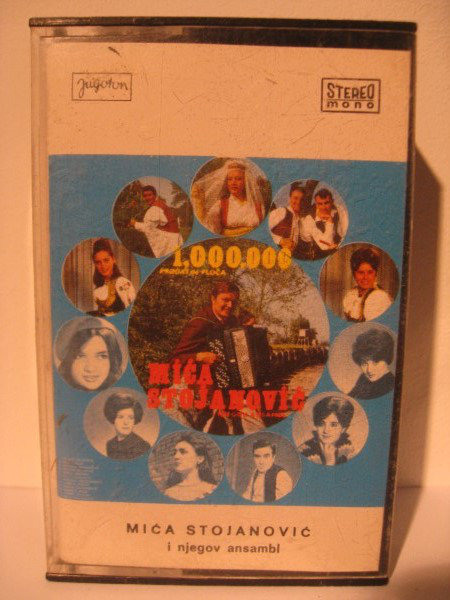 Jugoton
STEREO
mono
1,000.000
PRODATIH PLOČA
MIĆA
STOJANOVIĆ
MIĆA STOJANOVIĆ
i njegov ansambl